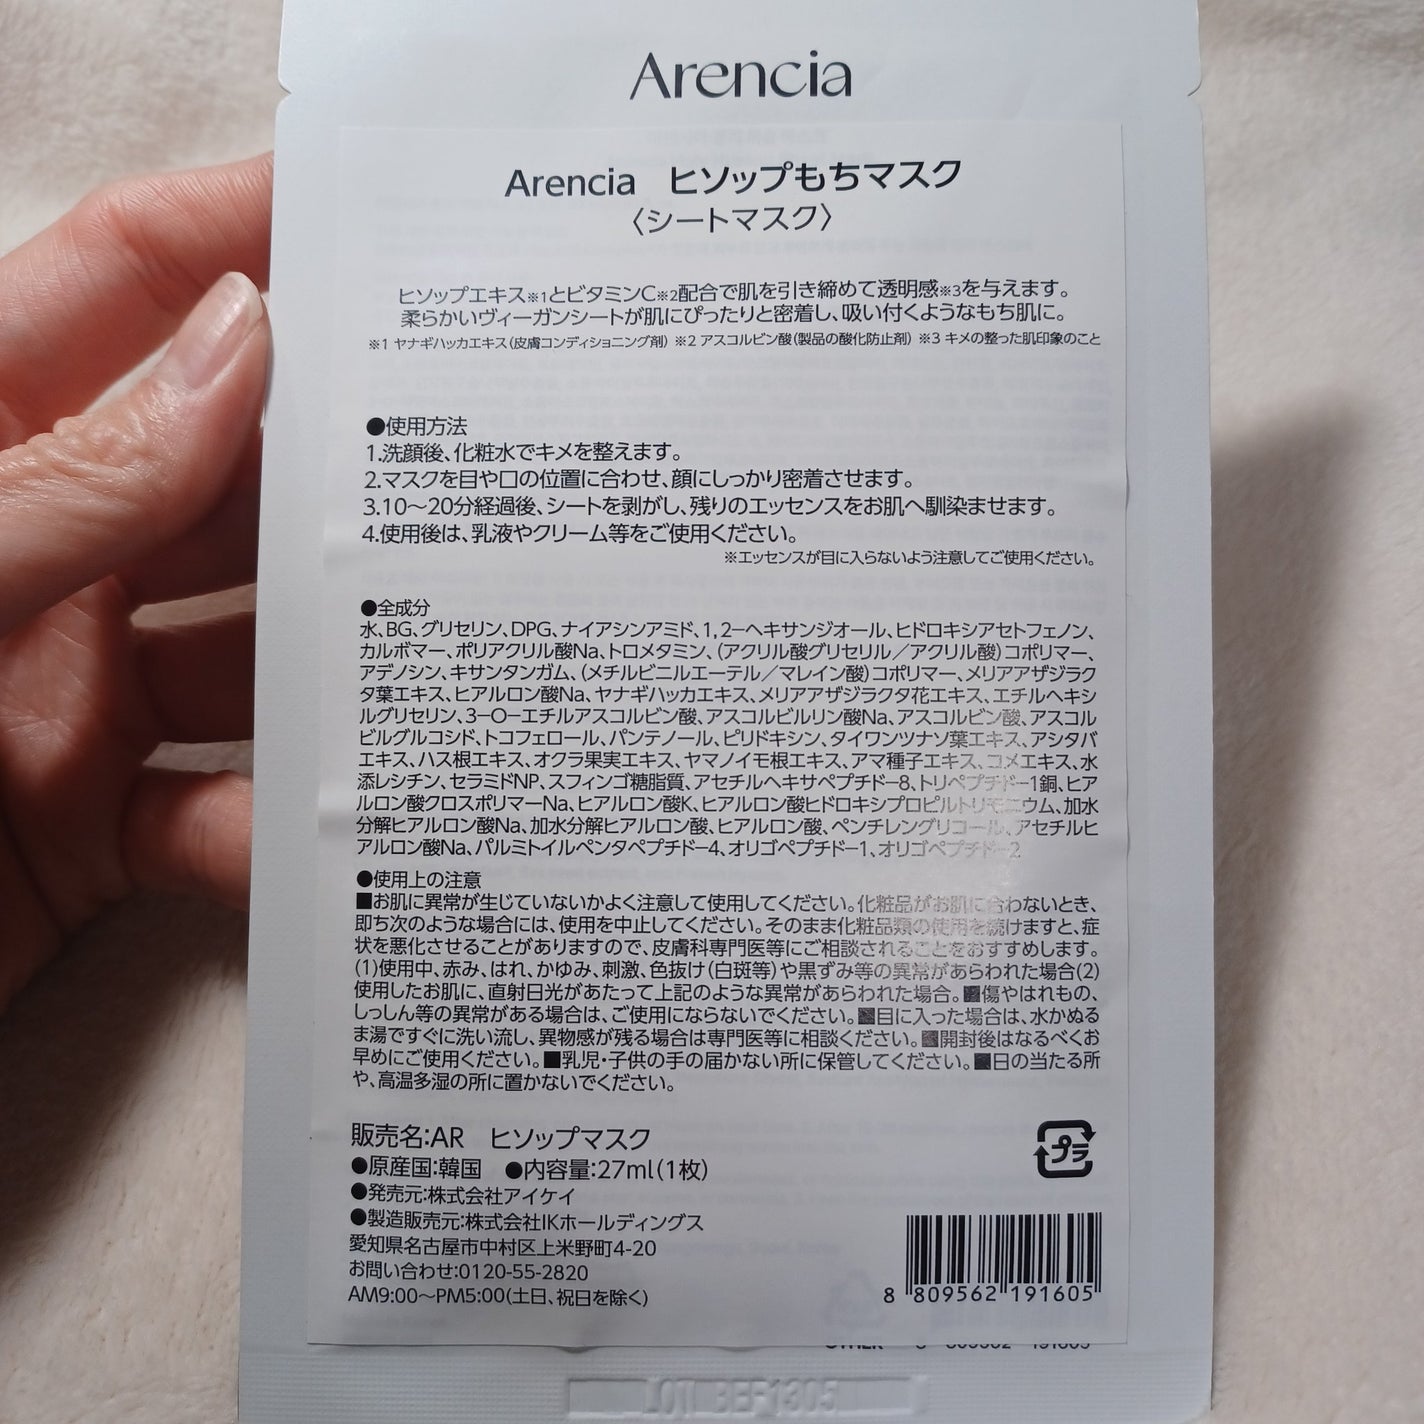 Arencia
Arencia ヒソップもちマスク
〈シートマスク〉
ヒソップエキス※1とビタミンC※2配合で肌を引き締めて透明感※3を与えます。
柔らかいヴィーガンシートが肌にぴったりと密着し、吸い付くようなもち肌に。
※1 ヤナギハッカエキス(皮膚コンディショニング剤) ※2 アスコルビン酸(製品の酸化防止剤) ※3 キメの整った肌印象のこと
●使用方法
1.洗顔後、化粧水でキメを整えます。
2.マスクを目や口の位置に合わせ、顔にしっかり密着させます。
3.10〜20分経過後、シートを剥がし、残りのエッセンスをお肌へ馴染ませます。
4.使用後は、乳液やクリーム等をご使用ください。
※エッセンスが目に入らないよう注意してご使用ください。
●全成分
水、BG、グリセリン、DPG、ナイアシンアミド、1,2-ヘキサンジオール、ヒドロキシアセトフェノン、
カルボマー、ポリアクリル酸Na、トロメタミン、(アクリル酸グリセリル/アクリル酸)コポリマー、
アデノシン、キサンタンガム、(メチルビニルエーテル/マレイン酸)コポリマー、メリアアザジラク
タ葉エキス、ヒアルロン酸Na、ヤナギハッカエキス、メリアアザジラクタ花エキス、エチルヘキシ
ルグリセリン、3-O-エチルアスコルビン酸、アスコルビルリン酸Na、アスコルビン酸、アスコル
ビルグルコシド、トコフェロール、パンテノール、ピリドキシン、タイワンツナソ葉エキス、アシタバ
エキス、ハス根エキス、オクラ果実エキス、ヤマノイモ根エキス、アマ種子エキス、コメエキス、水
添レシチン、セラミドNP、スフィンゴ糖脂質、アセチルヘキサペプチド-8、トリペプチド-1銅、ヒア
ルロン酸クロスポリマーNa、ヒアルロン酸K、ヒアルロン酸ヒドロキシプロピルトリモニウム、加水
分解ヒアルロン酸Na、加水分解ヒアルロン酸、ヒアルロン酸、ペンチレングリコール、アセチルヒ
アルロン酸Na、パルミトイルペンタペプチド-4、オリゴペプチド-1、オリゴペプチド-2
●使用上の注意
■お肌に異常が生じていないかよく注意して使用してください。化粧品がお肌に合わないとき、
即ち次のような場合には、使用を中止してください。そのまま化粧品類の使用を続けますと、症
状を悪化させることがありますので、皮膚科専門医等にご相談されることをおすすめします。
(1)使用中、赤み、はれ、かゆみ、刺激、色抜け(白斑等)や黒ずみ等の異常があらわれた場合(2)
使用したお肌に、直射日光があたって上記のような異常があらわれた場合。■傷やはれもの、
しっしん等の異常がある場合は、ご使用にならないでください。■目に入った場合は、水かぬる
ま湯ですぐに洗い流し、異物感が残る場合は専門医等に相談ください。■開封後はなるべくお
早めにご使用ください。■乳児・子供の手の届かない所に保管してください。■日の当たる所
や、高温多湿の所に置かないでください。
販売名:AR ヒソップマスク
プラ
●原産国:韓国 ●内容量:27ml(1枚)
●発売元:株式会社アイケイ
●製造販売元:株式会社IKホールディングス
愛知県名古屋市中村区上米野町4-20
お問い合わせ:0120-55-2820
AM9:00〜PM5:00(土日、祝日を除く)
8 809562 191605
LOT BEF1305